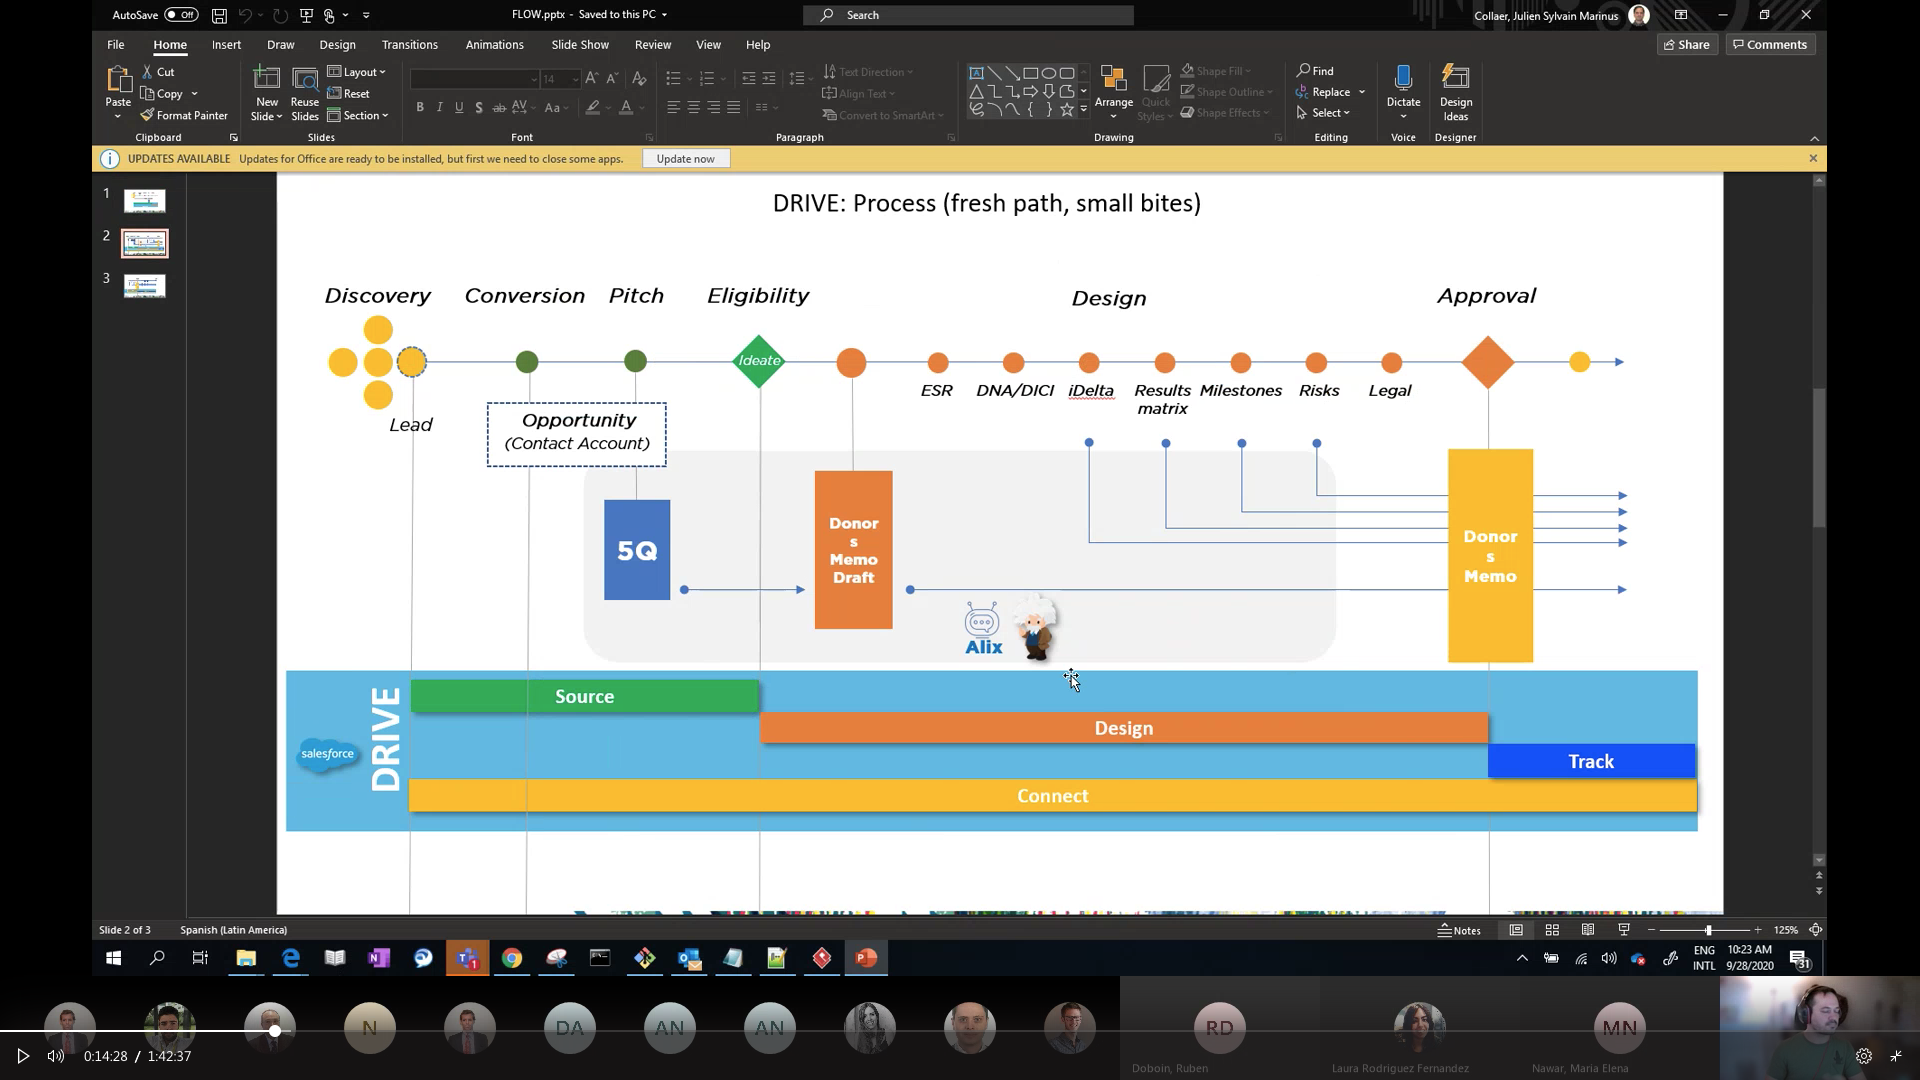 AutoSave Off
FLOW.pptx - Saved to this PC
Search
Collaer, Julien Sylvain Marinus
File Home Insert Draw Design Transitions Animations Slide Show Review View Help
Share Comments
Paste
Cut
Copy
Format Painter
Clipboard
New Slide
Reuse Slides
Layout
Reset
Section
Slides
14
B I U S ab AV Aa A
Font
Text Direction
Align Text
Convert to SmartArt
Paragraph
Arrange
Quick Styles
Shape Fill
Shape Outline
Shape Effects
Drawing
Find
Replace
Select
Editing
Dictate
Voice
Design Ideas
Designer
UPDATES AVAILABLE Updates for Office are ready to be installed, but first we need to close some apps. Update now
1
2
3
DRIVE: Process (fresh path, small bites)
Discovery Conversion Pitch Eligibility Design Approval
Ideate
ESR DNA/DICI iDelta Results matrix Milestones Risks Legal
Lead
Opportunity
(Contact Account)
5Q
Donor
s
Memo
Draft
Donor
s
Memo
Alix
salesforce
DRIVE
Source
Design
Track
Connect
Slide 2 of 3 Spanish (Latin America)
Notes
125%
ENG
INTL
10:23 AM
9/28/2020
31
1
N DA AN AN RD MN
0:14:28 / 1:42:37
Doboin, Ruben
Laura Rodriguez Fernandez
Nawar, Maria Elena